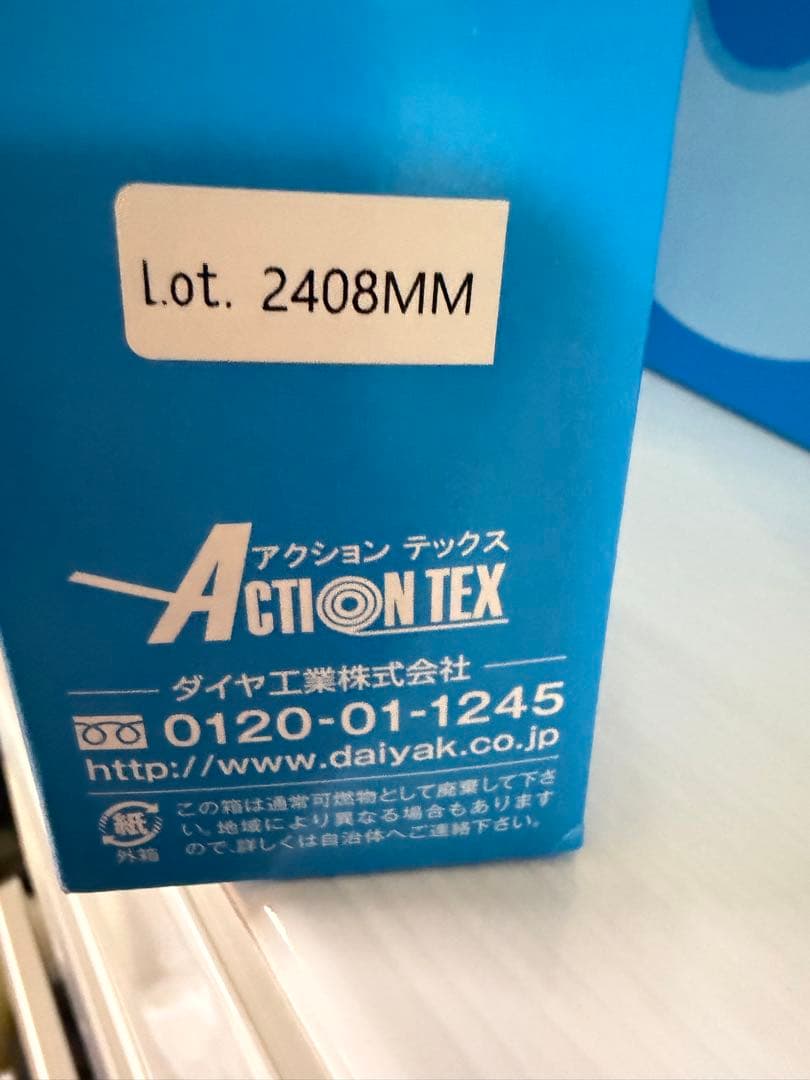 Lot. 2408MM
アクション テックス
ACTION TEX
ダイヤ工業株式会社
0120-01-1245
http://www.daiyak.co.jp
紙
外箱
この箱は通常可燃物として廃棄して下さ
い。地域により異なる場合もあります
ので、詳しくは自治体へご連絡下さい。